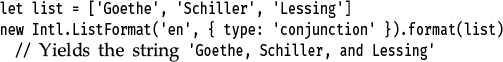 let list = ['Goethe', 'Schiller', 'Lessing']
new Intl.ListFormat('en', { type: 'conjunction' }).format(list)
// Yields the string 'Goethe, Schiller, and Lessing'